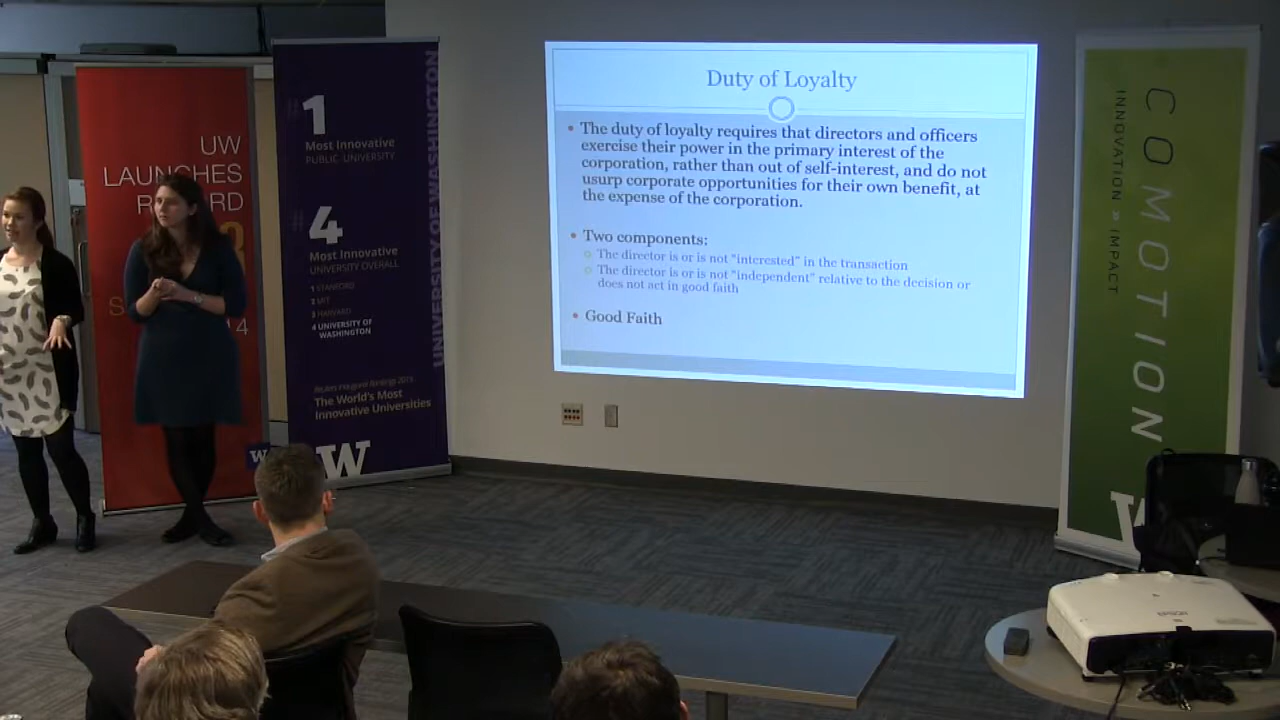 UW
LAUNCHES
1
Most Innovative
PUBLIC UNIVERSITY
4
Most Innovative
UNIVERSITY OVERALL
1 STANFORD
2 MIT
3 HARVARD
4 UNIVERSITY OF
WASHINGTON
Reuters inaugural rankings 2015
The World's Most
Innovative Universities
W
W
UNIVERSITY OF WASHINGTON
Duty of Loyalty
• The duty of loyalty requires that directors and officers
exercise their power in the primary interest of the
corporation, rather than out of self-interest, and do not
usurp corporate opportunities for their own benefit, at
the expense of the corporation.
• Two components:
○ The director is or is not "interested" in the transaction
○ The director is or is not "independent" relative to the decision or
does not act in good faith
• Good Faith
COMOTION
INNOVATION » IMPACT
W
EPSON